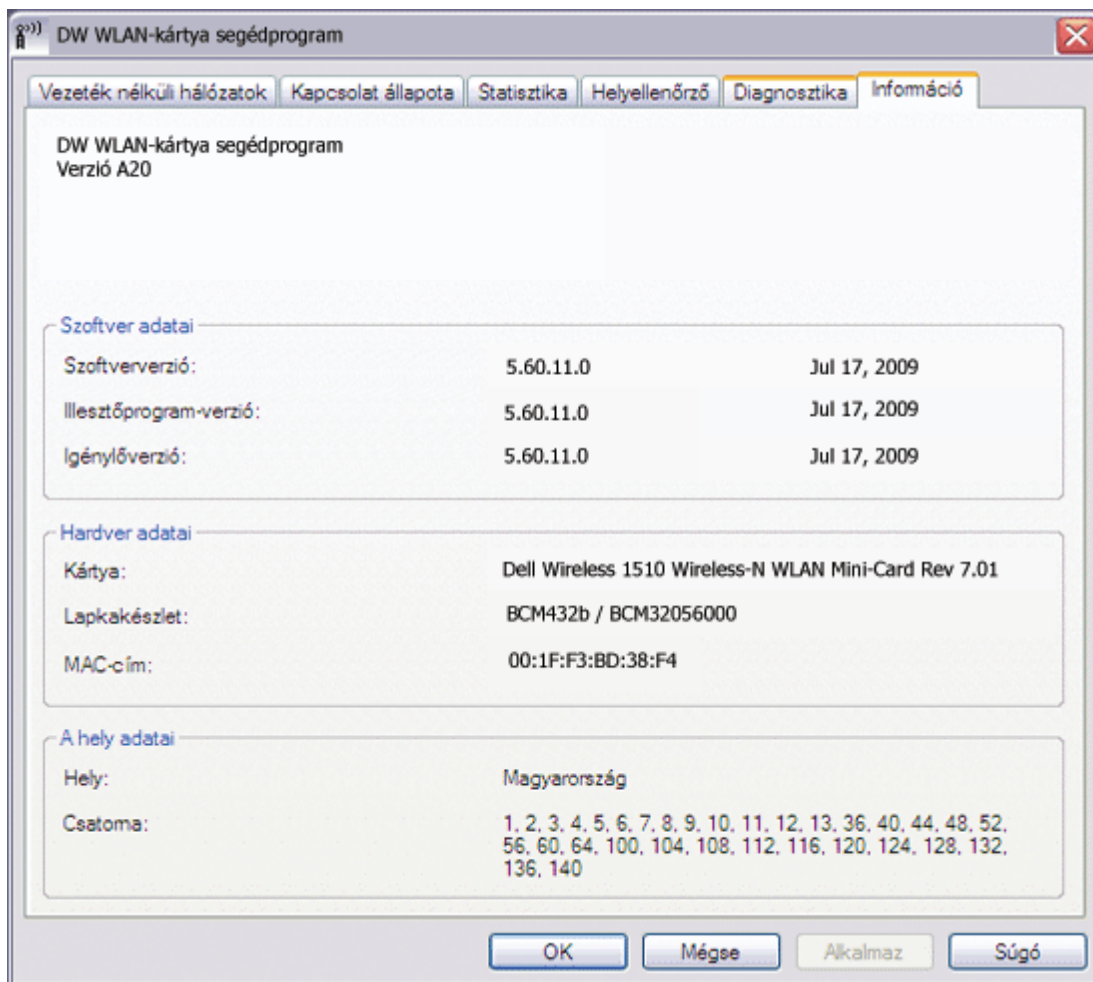 DW WLAN-kártya segédprogram
Vezeték nélküli hálózatok Kapcsolat állapota Statisztika Helyellenőrző Diagnosztika Információ
DW WLAN-kártya segédprogram
Verzió A20
Szoftver adatai
Szoftververzió: 5.60.11.0 Jul 17, 2009
Illesztőprogram-verzió: 5.60.11.0 Jul 17, 2009
Igénylőverzió: 5.60.11.0 Jul 17, 2009
Hardver adatai
Kártya: Dell Wireless 1510 Wireless-N WLAN Mini-Card Rev 7.01
Lapkakészlet: BCM432b / BCM32056000
MAC-cím: 00:1F:F3:BD:38:F4
A hely adatai
Hely: Magyarország
Csatorna: 1, 2, 3, 4, 5, 6, 7, 8, 9, 10, 11, 12, 13, 36, 40, 44, 48, 52,
56, 60, 64, 100, 104, 108, 112, 116, 120, 124, 128, 132,
136, 140
OK Mégse Alkalmaz Súgó